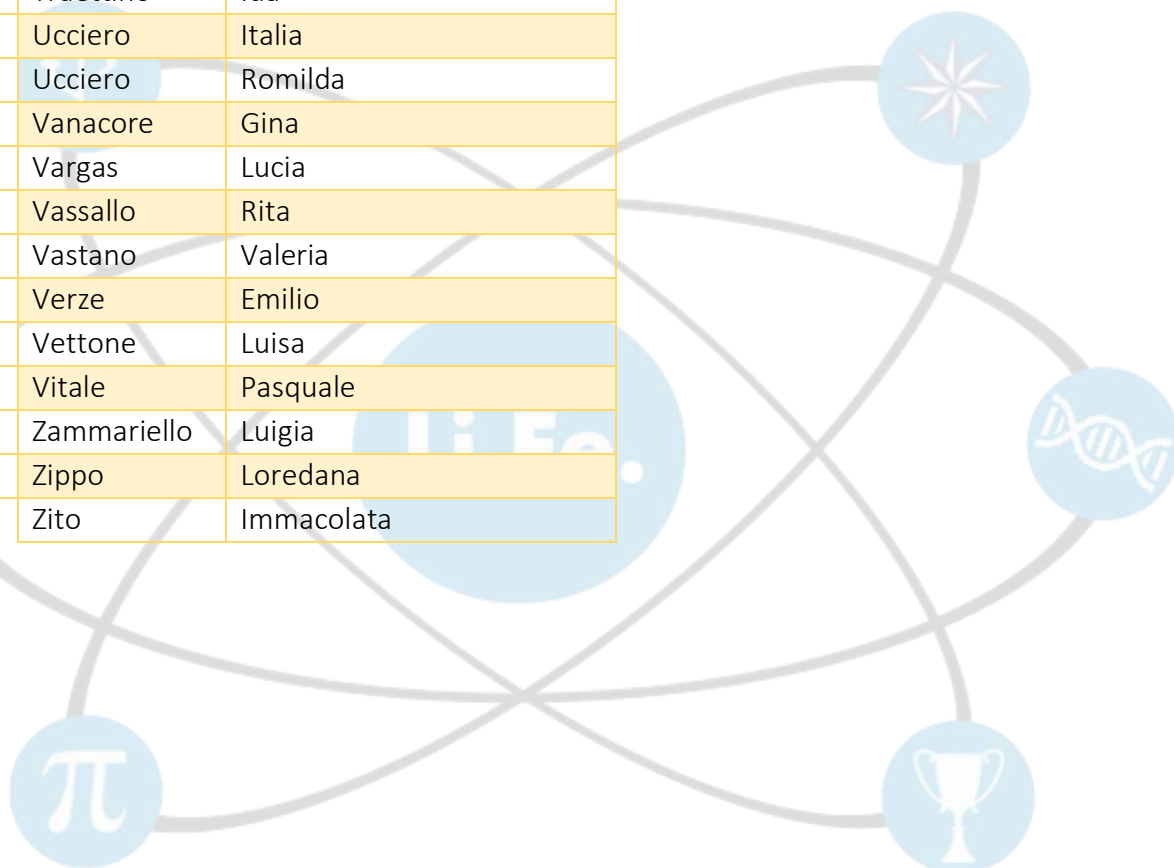 Ucciero Italia
Ucciero Romilda
Vanacore Gina
Vargas Lucia
Vassallo Rita
Vastano Valeria
Verze Emilio
Vettone Luisa
Vitale Pasquale
Zammariello Luigia
Zippo Loredana
Zito Immacolata
π